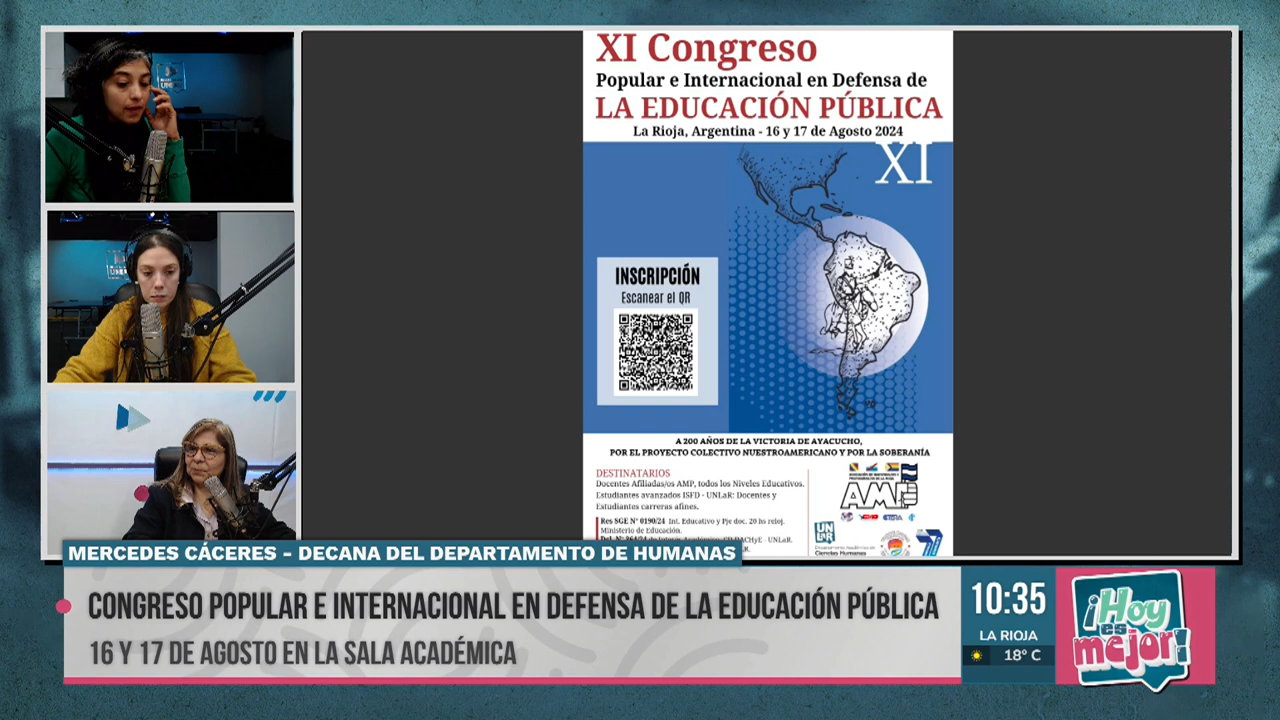 XI Congreso
Popular e Internacional en Defensa de
LA EDUCACIÓN PÚBLICA
La Rioja, Argentina - 16 y 17 de Agosto 2024
XI
INSCRIPCIÓN
Escanear el QR
A 200 AÑOS DE LA VICTORIA DE AYACUCHO,
POR EL PROYECTO COLECTIVO NUESTROAMERICANO Y POR LA SOBERANÍA
DESTINATARIOS
Docentes Afiliadas/os AMP, todos los Niveles Educativos.
Estudiantes avanzados ISFD - UNLaR: Docentes y
Estudiantes carreras afines.
Res SGE N° 0190/24 Int. Educativo y Pje doc. 20 hs reloj.
Ministerio de Educación.
AMP
UN
LAR
Ciencias Humanas
MERCEDES CÁCERES - DECANA DEL DEPARTAMENTO DE HUMANAS
CONGRESO POPULAR E INTERNACIONAL EN DEFENSA DE LA EDUCACIÓN PÚBLICA
16 Y 17 DE AGOSTO EN LA SALA ACADÉMICA
10:35
LA RIOJA
18° C
¡Hoy
es
mejor!